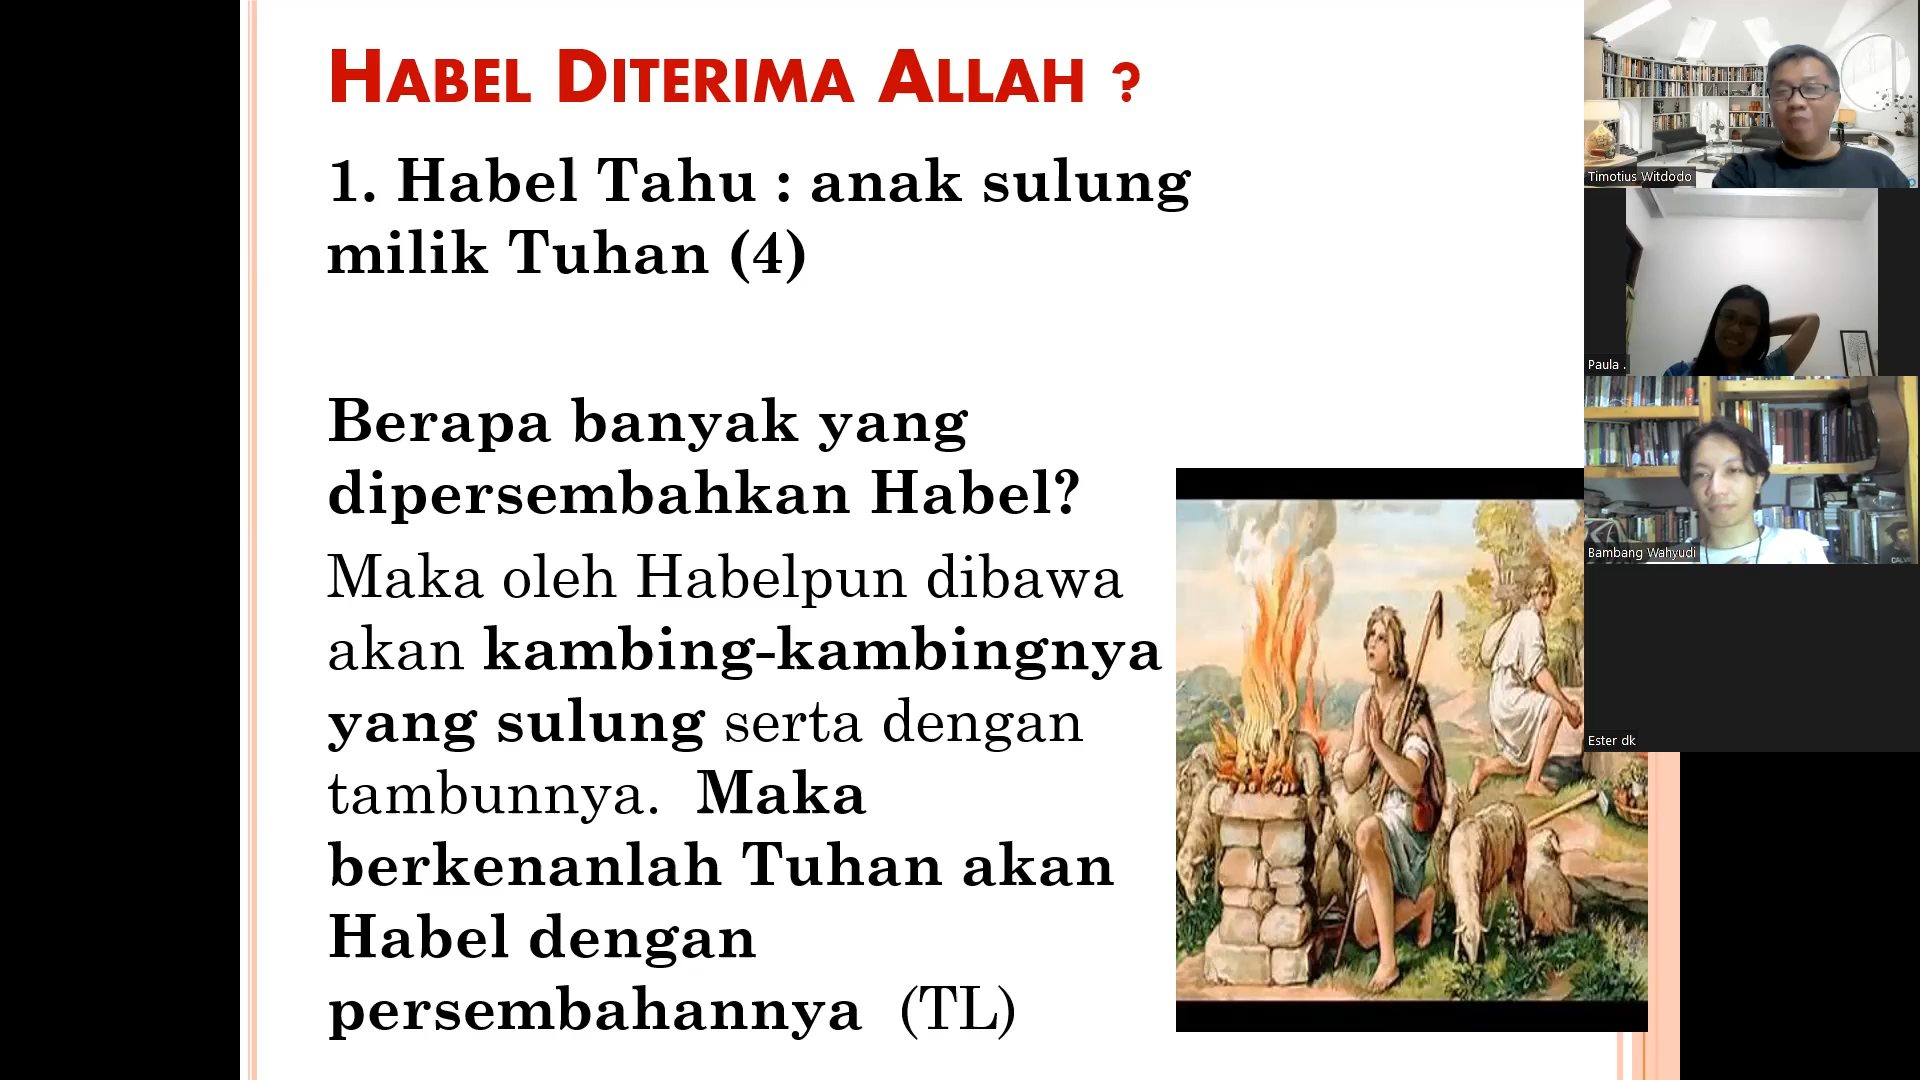 HABEL DITERIMA ALLAH ?
1. Habel Tahu : anak sulung
milik Tuhan (4)
Berapa banyak yang
dipersembahkan Habel?
Maka oleh Habelpun dibawa
akan kambing-kambingnya
yang sulung serta dengan
tambunnya. Maka
berkenanlah Tuhan akan
Habel dengan
persembahannya (TL)
Timotius Witdodo
Paula .
Bambang Wahyudi
Ester dk